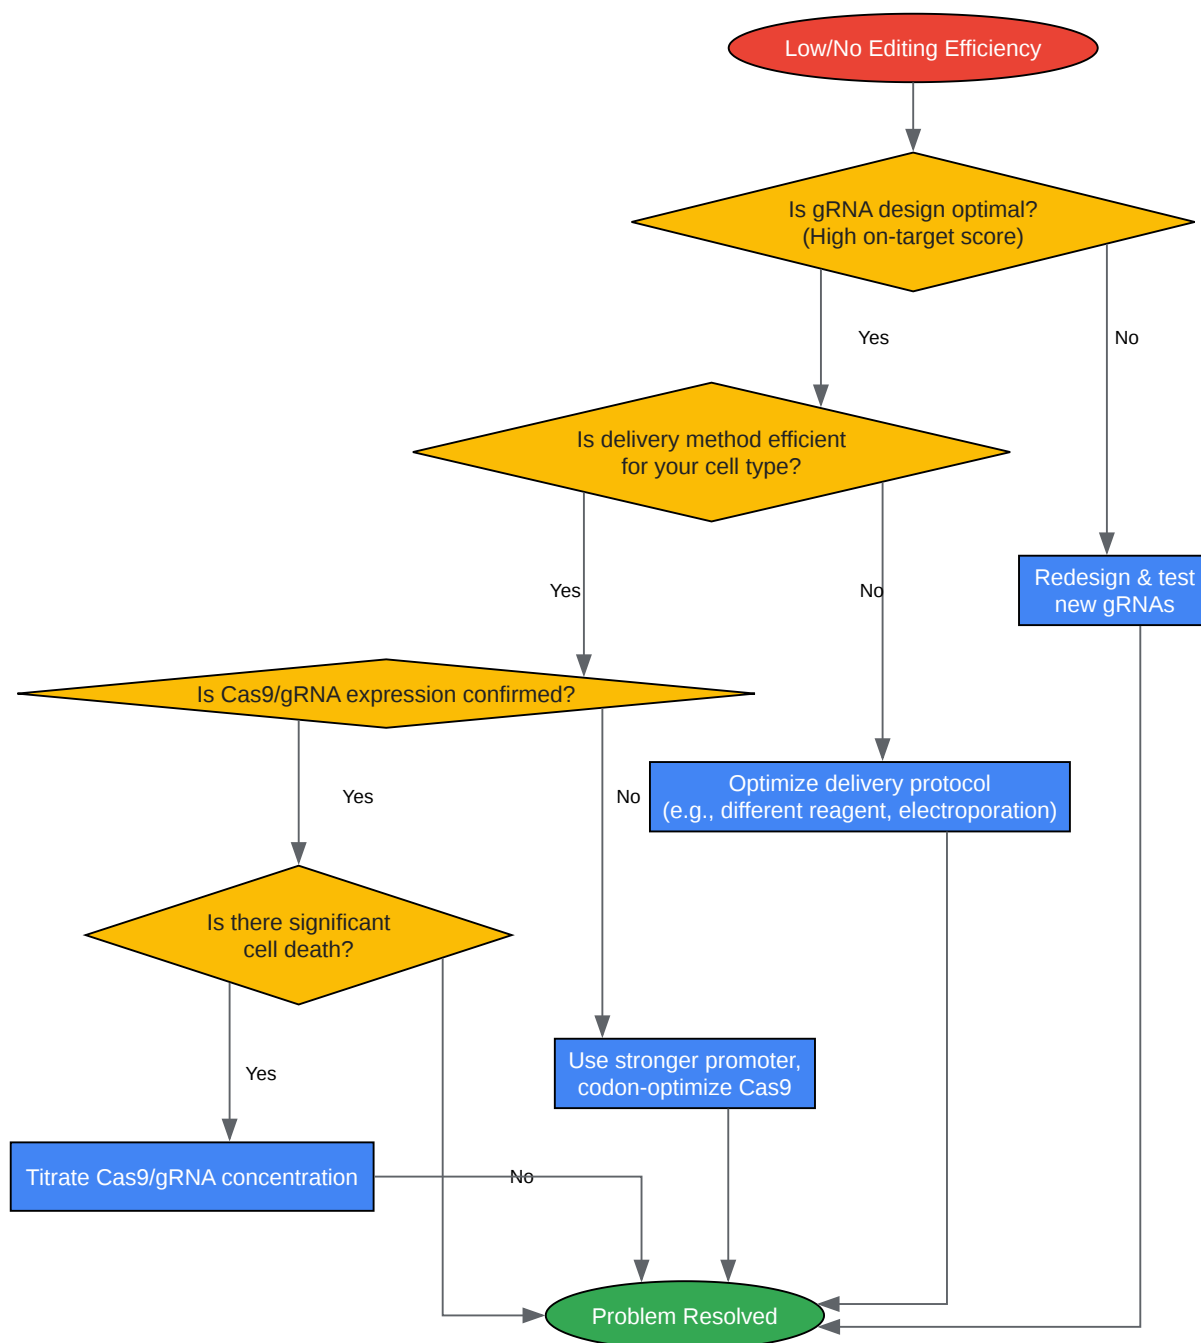 Low/No Editing Efficiency
Is gRNA design optimal?
(High on-target score)
Yes
No
Is delivery method efficient
for your cell type?
Yes
No
Redesign & test
new gRNAs
Is Cas9/gRNA expression confirmed?
Yes
No
Optimize delivery protocol
(e.g., different reagent, electroporation)
Is there significant
cell death?
Yes
Use stronger promoter,
codon-optimize Cas9
Titrate Cas9/gRNA concentration
No
Problem Resolved